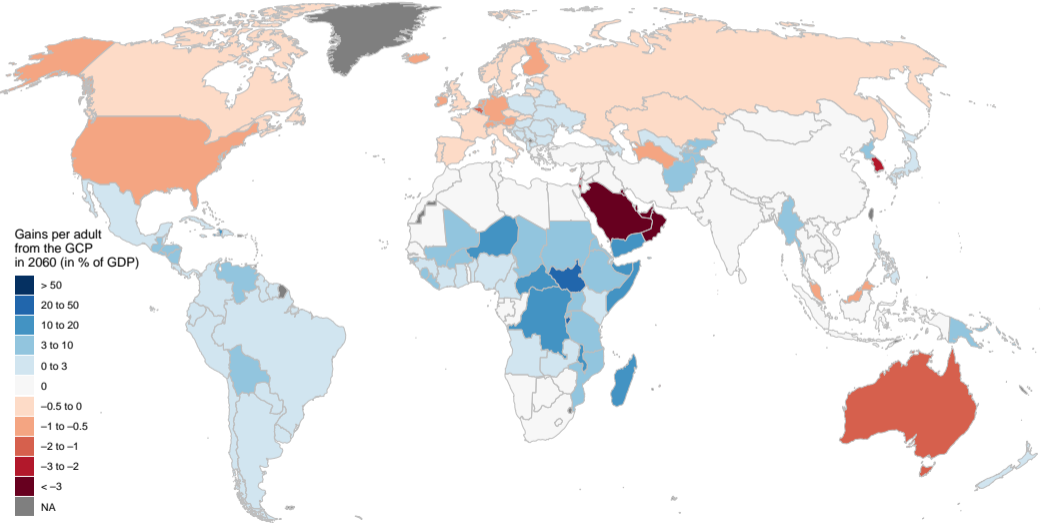 Gains per adult
from the GCP
in 2060 (in % of GDP)
> 50
20 to 50
10 to 20
3 to 10
0 to 3
0
–0.5 to 0
–1 to –0.5
–2 to –1
–3 to –2
< –3
NA